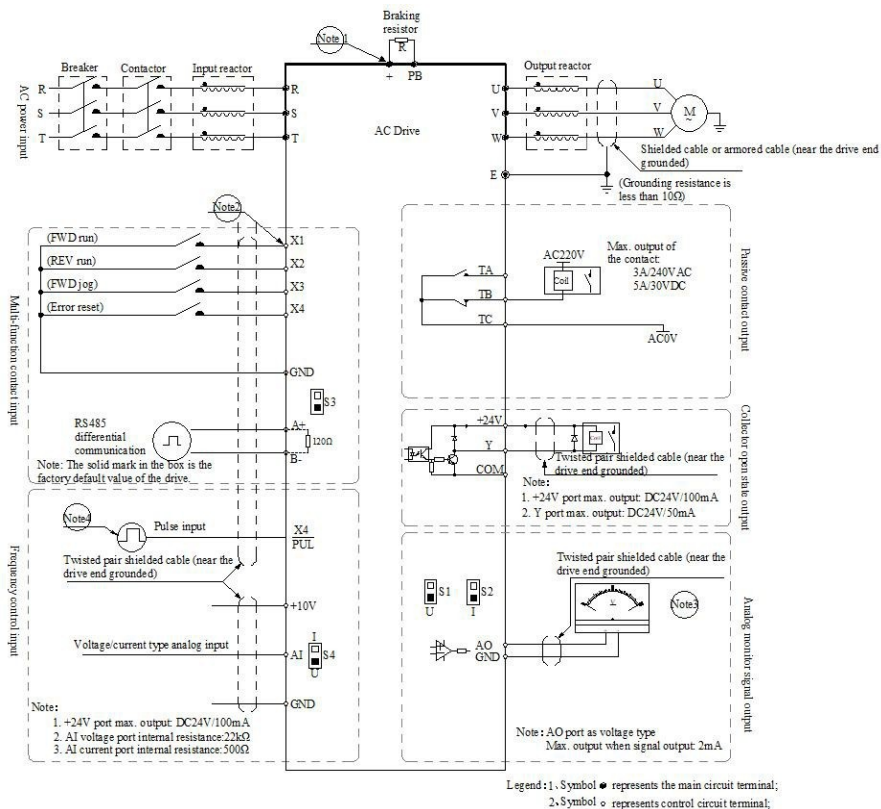 Braking
resistor
R
Note 1
+ PB
Breaker
Contactor
Input reactor
Output reactor
AC power input
R
S
T
R
S
T
AC Drive
U
V
W
E
U
V
W
M
~
Shielded cable or armored cable (near the drive end
grounded)
(Grounding resistance is
less than 10Ω)
Note2
Multi-function contact input
(FWD run)
X1
(REV run)
X2
(FWD jog)
X3
(Error reset)
X4
GND
S3
RS485
differential
communication
A+
120Ω
B-
Note: The solid mark in the box is the
factory default value of the drive.
Passive contact output
TA
TB
TC
AC220V
Coil
Max. output of
the contact:
3A/240VAC
5A/30VDC
AC0V
Collector open state output
+24V
Y
COM
Coil
Twisted pair shielded cable (near the
drive end grounded)
Note:
1. +24V port max. output: DC24V/100mA
2. Y port max. output: DC24V/50mA
Frequency control input
Note4
Pulse input
X4
PUL
Twisted pair shielded cable (near the
drive end grounded)
+10V
Voltage/current type analog input
AI
I
S4
U
GND
Note:
1. +24V port max. output: DC24V/100mA
2. AI voltage port internal resistance:22kΩ
3. AI current port internal resistance:500Ω
Analog monitor signal output
Twisted pair shielded cable (near the
drive end grounded)
S1
U
S2
I
V
Note3
AO
GND
Note: AO port as voltage type
Max. output when signal output: 2mA
Legend:1、Symbol represents the main circuit terminal;
2、Symbol represents control circuit terminal;